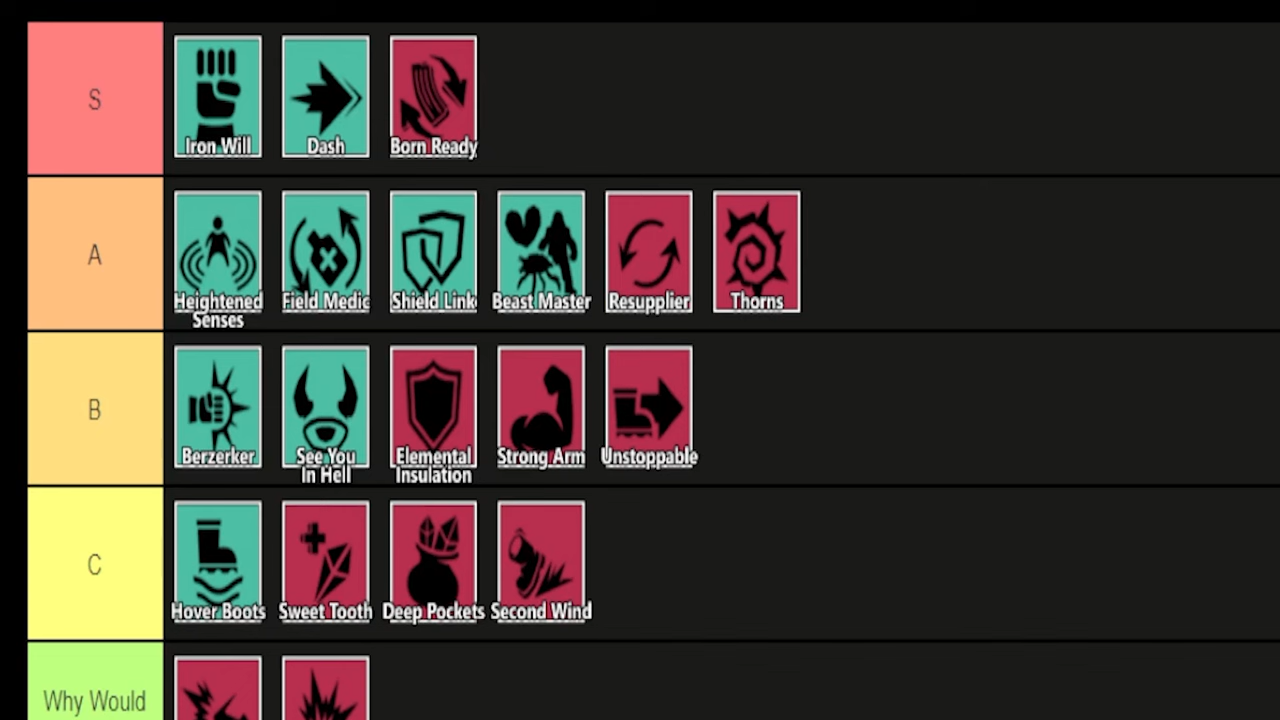 S
Iron Will
Dash
Born Ready
A
Heightened
Senses
Field Medic
Shield Link
Beast Master
Resupplier
Thorns
B
Berzerker
See You
In Hell
Elemental
Insulation
Strong Arm
Unstoppable
C
Hover Boots
Sweet Tooth
Deep Pockets
Second Wind
Why Would